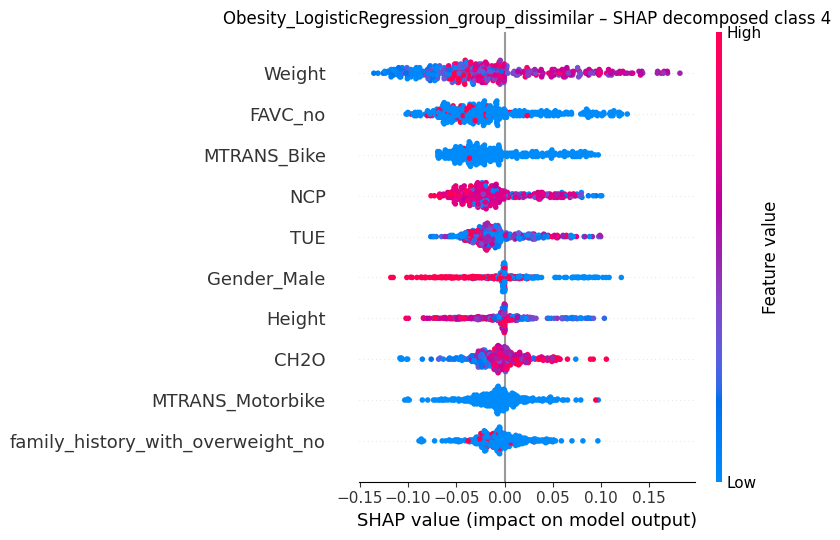 Obesity_LogisticRegression_group_dissimilar – SHAP decomposed class 4
High
Weight
FAVC_no
MTRANS_Bike
NCP
TUE
Gender_Male
Height
CH2O
MTRANS_Motorbike
family_history_with_overweight_no
Feature value
Low
−0.15 −0.10 −0.05 0.00 0.05 0.10 0.15
SHAP value (impact on model output)